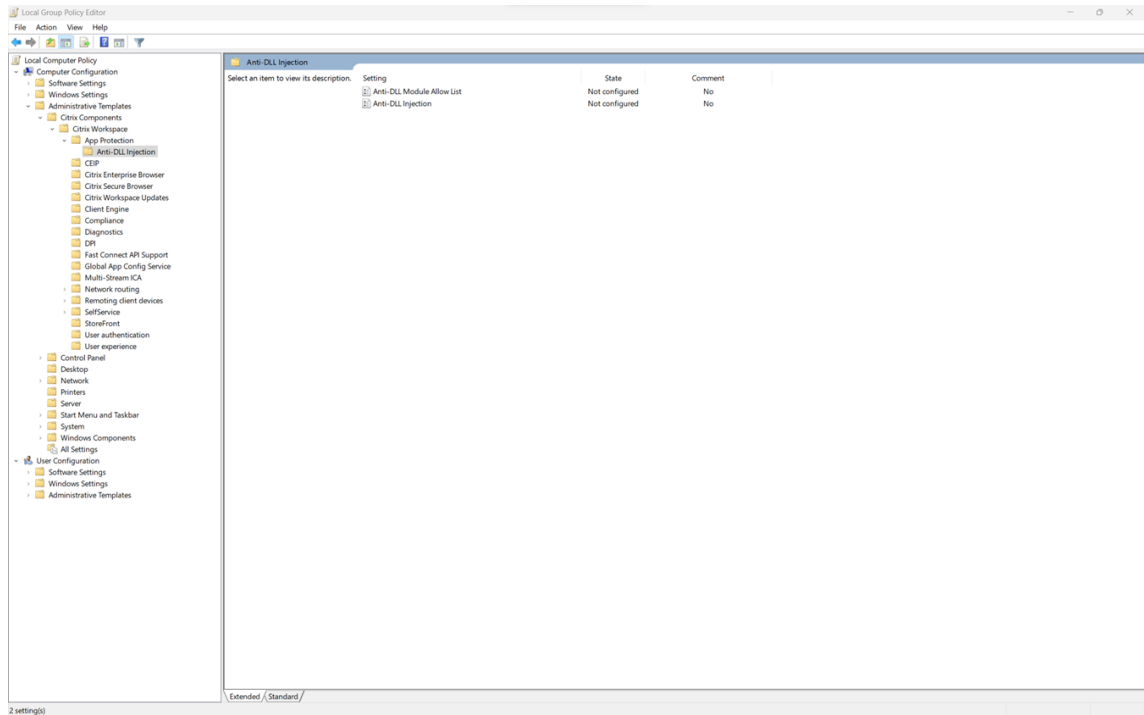 Local Group Policy Editor
File Action View Help
Local Computer Policy
Computer Configuration
Software Settings
Windows Settings
Administrative Templates
Citrix Components
Citrix Workspace
App Protection
Anti-DLL Injection
CEIP
Citrix Enterprise Browser
Citrix Secure Browser
Citrix Workspace Updates
Client Engine
Compliance
Diagnostics
DPI
Fast Connect API Support
Global App Config Service
Multi-Stream ICA
Network routing
Remoting client devices
SelfService
StoreFront
User authentication
User experience
Control Panel
Desktop
Network
Printers
Server
Start Menu and Taskbar
System
Windows Components
All Settings
User Configuration
Software Settings
Windows Settings
Administrative Templates
Anti-DLL Injection
Select an item to view its description.
Setting State Comment
Anti-DLL Module Allow List Not configured No
Anti-DLL Injection Not configured No
Extended Standard
2 setting(s)